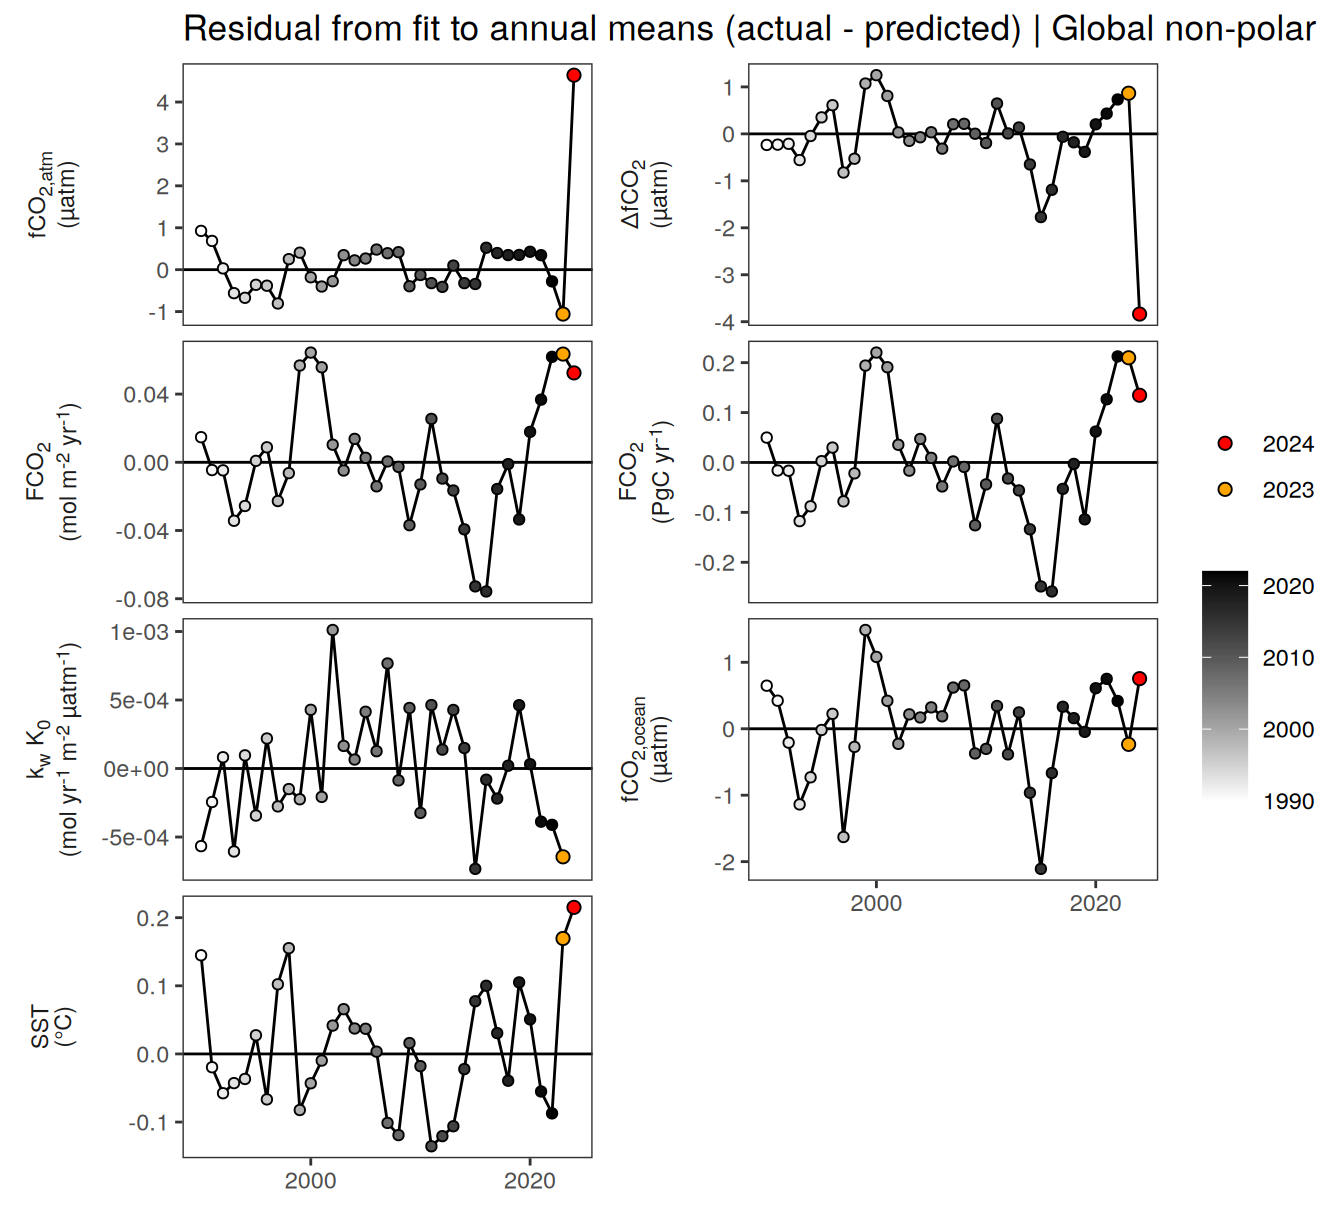 Residual from fit to annual means (actual - predicted) | Global non-polar
fCO2,atm
(µatm)
4
3
2
1
0
-1
ΔfCO2
(µatm)
1
0
-1
-2
-3
-4
FCO2
(mol m-2 yr-1)
0.04
0.00
-0.04
-0.08
FCO2
(PgC yr-1)
0.2
0.1
0.0
-0.1
-0.2
kw K0
(mol yr-1 m-2 µatm-1)
1e-03
5e-04
0e+00
-5e-04
fCO2,ocean
(µatm)
1
0
-1
-2
2000
2020
SST
(°C)
0.2
0.1
0.0
-0.1
2000
2020
2024
2023
2020
2010
2000
1990